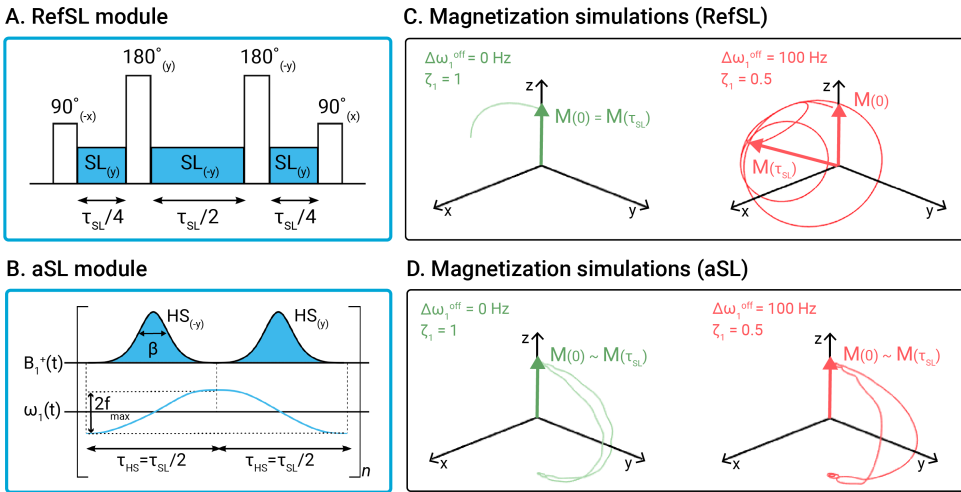 A. RefSL module
90°(-x)
180°(y)
180°(-y)
90°(x)
SL(y)
SL(-y)
SL(y)
τSL/4
τSL/2
τSL/4
B. aSL module
HS(-y)
HS(y)
β
B₁⁺(t)
ω₁(t)
2fmax
τHS=τSL/2
τHS=τSL/2
n
C. Magnetization simulations (RefSL)
Δω₁off = 0 Hz
ζ₁ = 1
z
M(0) = M(τSL)
x
y
Δω₁off = 100 Hz
ζ₁ = 0.5
z
M(0)
M(τSL)
x
y
D. Magnetization simulations (aSL)
Δω₁off = 0 Hz
ζ₁ = 1
z
M(0) ~ M(τSL)
x
y
Δω₁off = 100 Hz
ζ₁ = 0.5
z
M(0) ~ M(τSL)
x
y